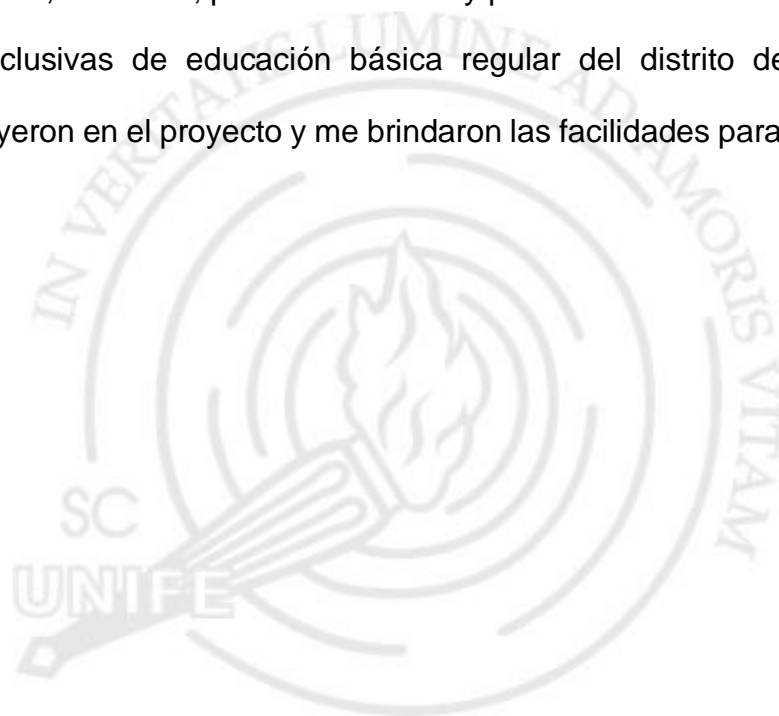 clusivas de educación básica regular del distrito de
yeron en el proyecto y me brindaron las facilidades para
IN VERITATIS LUMINE AD AMORIS VITAM
SC
UNIFE